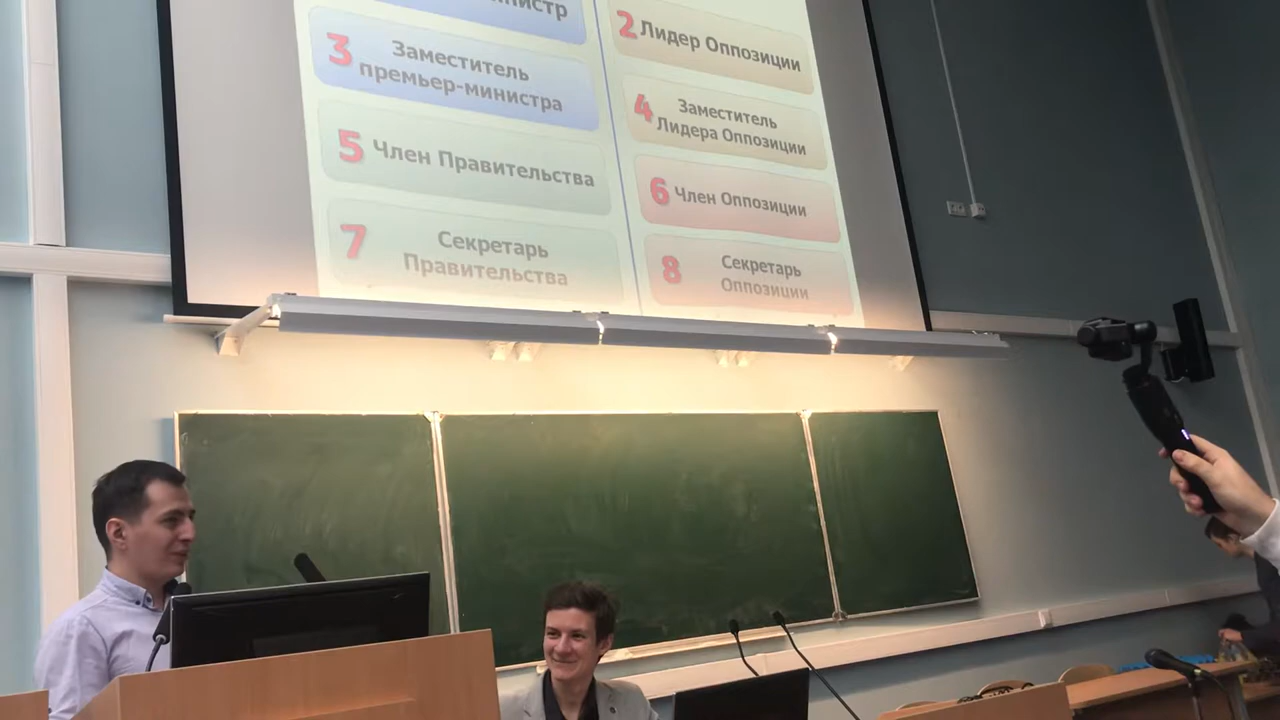 2 Лидер Оппозиции
3 Заместитель
премьер-министра
4 Заместитель
Лидера Оппозиции
5 Член Правительства
6 Член Оппозиции
7 Секретарь
Правительства
8 Секретарь
Оппозиции